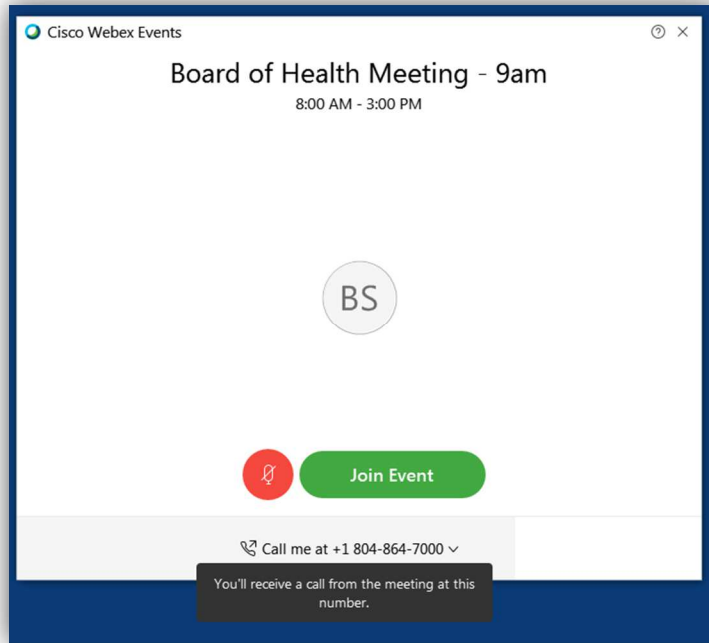 Cisco Webex Events
Board of Health Meeting - 9am
8:00 AM - 3:00 PM
BS
Join Event
Call me at +1 804-864-7000
You'll receive a call from the meeting at this
number.